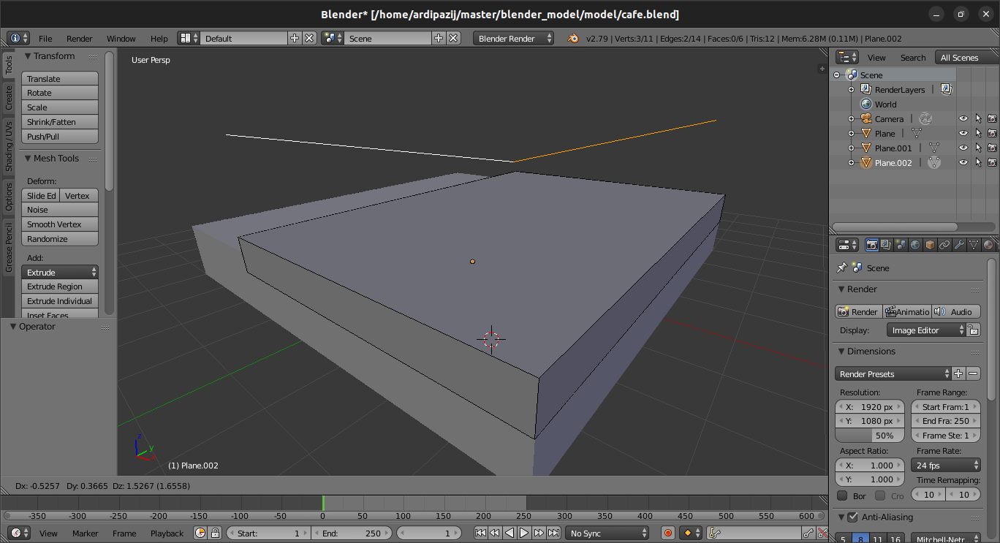 Blender* [/home/ardipazij/master/blender_model/model/cafe.blend]
File Render Window Help Default Scene Blender Render v2.79 | Verts:3/11 | Edges:2/14 | Faces:0/6 | Tris:12 | Mem:6.28M (0.11M) | Plane.002
Tools
Create
Shading / UVs
Options
Grease Pencil
Transform
Translate
Rotate
Scale
Shrink/Fatten
Push/Pull
Mesh Tools
Deform:
Slide Ed Vertex
Noise
Smooth Vertex
Randomize
Add:
Extrude
Extrude Region
Extrude Individual
Inset Faces
Operator
User Persp
z
y
(1) Plane.002
Dx: -0.5257 Dy: 0.3665 Dz: 1.5267 (1.6558)
View Search All Scenes
Scene
RenderLayers |
World
Camera |
Plane |
Plane.001 |
Plane.002 |
Scene
Render
Render Animatio Audio
Display: Image Editor
Dimensions
Render Presets
Resolution: Frame Range:
X: 1920 px Start Fram:1
Y: 1080 px End Fra: 250
50% Frame Ste: 1
Aspect Ratio: Frame Rate:
X: 1.000 24 fps
Y: 1.000 Time Remapping:
Bor Cro 10 10
Anti-Aliasing
5 8 11 16 Mitchell-Netr...
-350 -300 -250 -200 -150 -100 -50 0 50 100 150 200 250 300 350 400 450 500 550 600
View Marker Frame Playback Start: 1 End: 250 1 No Sync